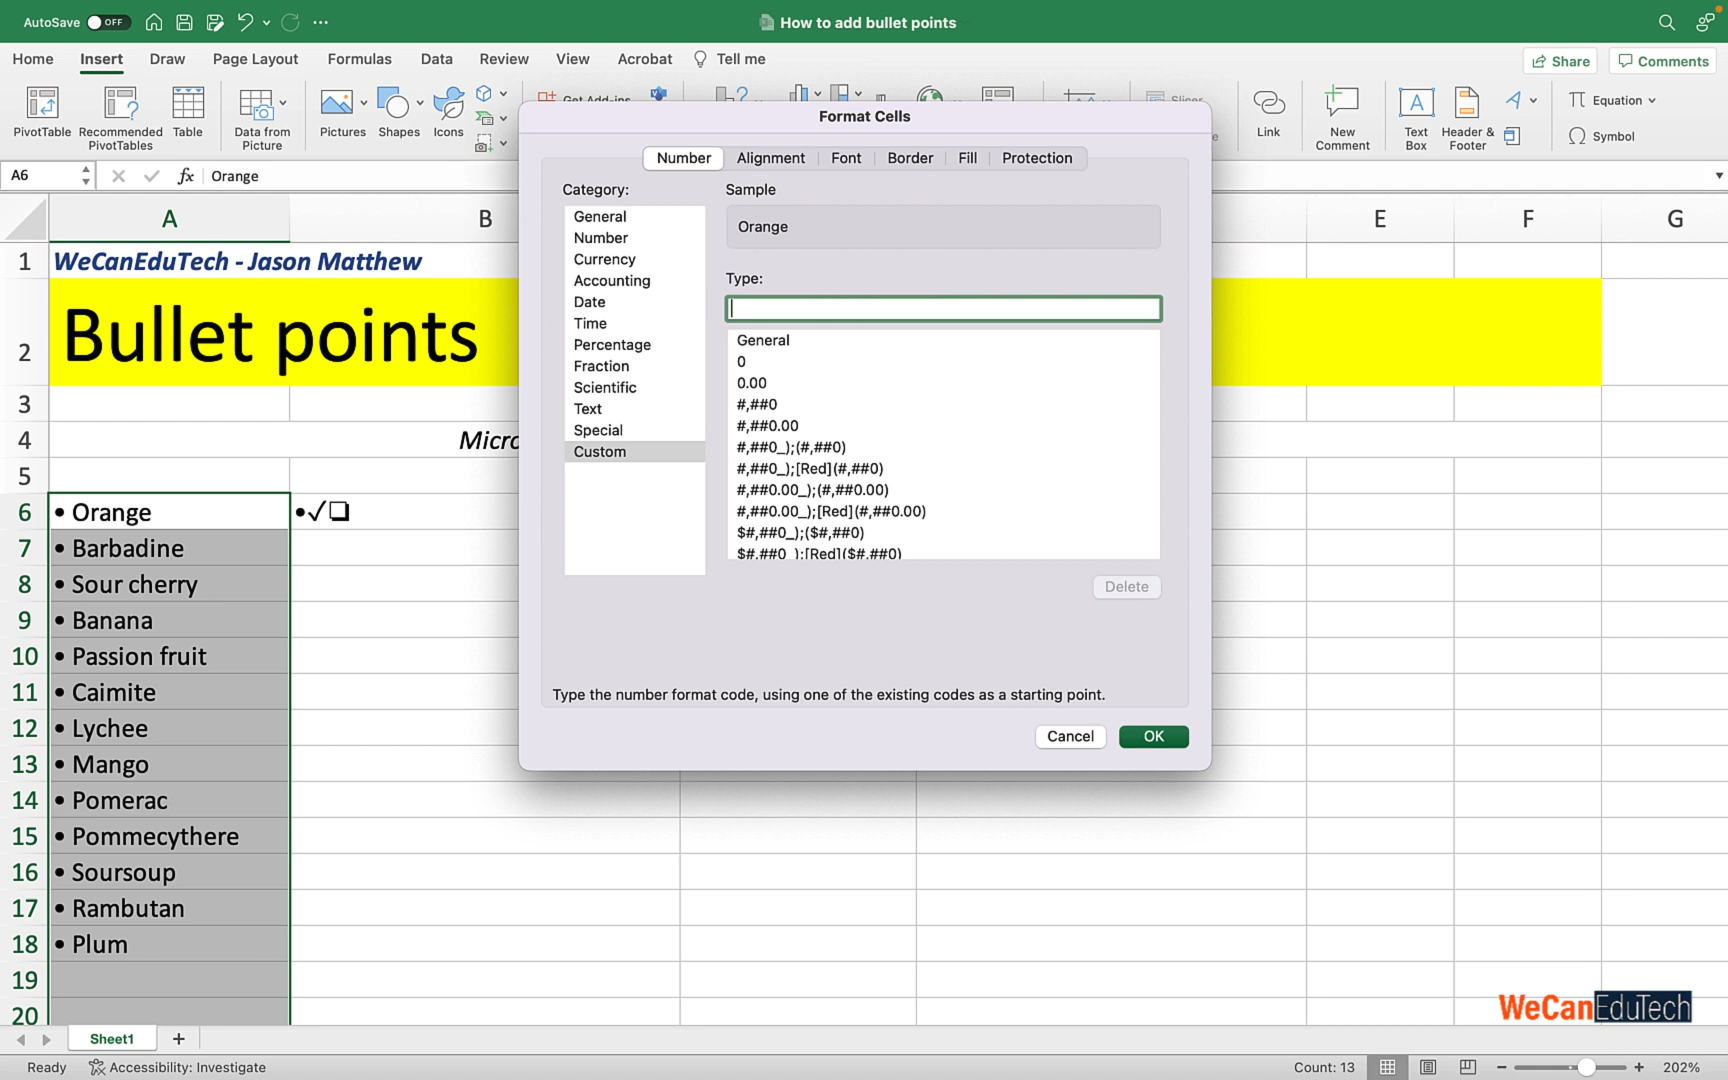 AutoSave OFF
How to add bullet points
Home Insert Draw Page Layout Formulas Data Review View Acrobat Tell me
Share Comments
PivotTable
Recommended PivotTables
Table
Data from Picture
Pictures
Shapes
Icons
Get Add-ins
Slicer
Link
New Comment
Text Box
Header & Footer
Equation
Symbol
A6 fx Orange
Format Cells
Number Alignment Font Border Fill Protection
Category:
General
Number
Currency
Accounting
Date
Time
Percentage
Fraction
Scientific
Text
Special
Custom
Sample
Orange
Type:
General
0
0.00
#,##0
#,##0.00
#,##0_);(#,##0)
#,##0_);[Red](#,##0)
#,##0.00_);(#,##0.00)
#,##0.00_);[Red](#,##0.00)
$#,##0_);($#,##0)
$#,##0_);[Red]($#,##0)
Delete
Type the number format code, using one of the existing codes as a starting point.
Cancel OK
A B E F G
1 WeCanEduTech - Jason Matthew
2 Bullet points
3
4 Micro
5
6 • Orange •✓❏
7 • Barbadine
8 • Sour cherry
9 • Banana
10 • Passion fruit
11 • Caimite
12 • Lychee
13 • Mango
14 • Pomerac
15 • Pommecythere
16 • Soursoup
17 • Rambutan
18 • Plum
19
20
WeCanEduTech
Sheet1 +
Ready Accessibility: Investigate Count: 13 − + 202%